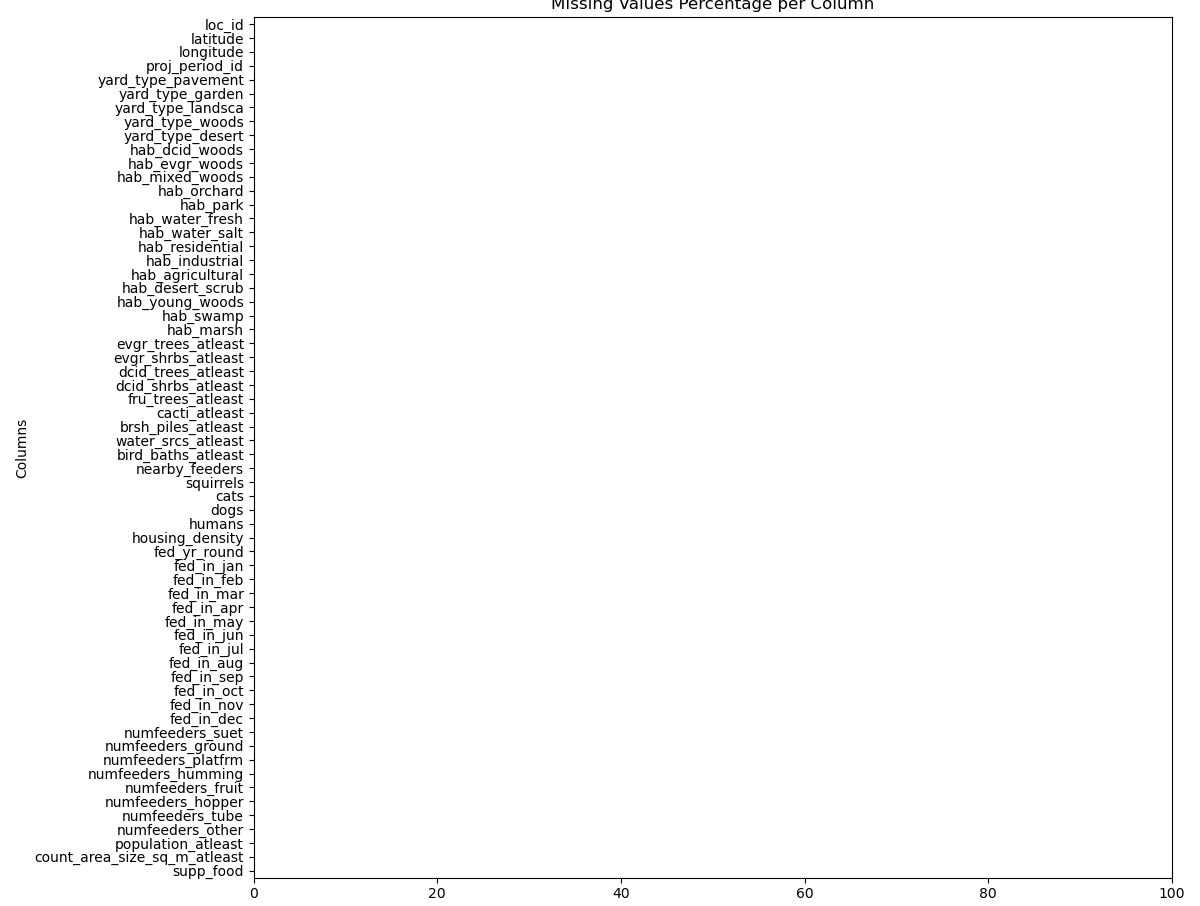 Missing Values Percentage per Column
loc_id
latitude
longitude
proj_period_id
yard_type_pavement
yard_type_garden
yard_type_landsca
yard_type_woods
yard_type_desert
hab_dcid_woods
hab_evgr_woods
hab_mixed_woods
hab_orchard
hab_park
hab_water_fresh
hab_water_salt
hab_residential
hab_industrial
hab_agricultural
hab_desert_scrub
hab_young_woods
hab_swamp
hab_marsh
evgr_trees_atleast
evgr_shrbs_atleast
dcid_trees_atleast
dcid_shrbs_atleast
fru_trees_atleast
cacti_atleast
brsh_piles_atleast
water_srcs_atleast
bird_baths_atleast
nearby_feeders
squirrels
cats
dogs
humans
housing_density
fed_yr_round
fed_in_jan
fed_in_feb
fed_in_mar
fed_in_apr
fed_in_may
fed_in_jun
fed_in_jul
fed_in_aug
fed_in_sep
fed_in_oct
fed_in_nov
fed_in_dec
numfeeders_suet
numfeeders_ground
numfeeders_platfrm
numfeeders_humming
numfeeders_fruit
numfeeders_hopper
numfeeders_tube
numfeeders_other
population_atleast
count_area_size_sq_m_atleast
supp_food
Columns
0 20 40 60 80 100